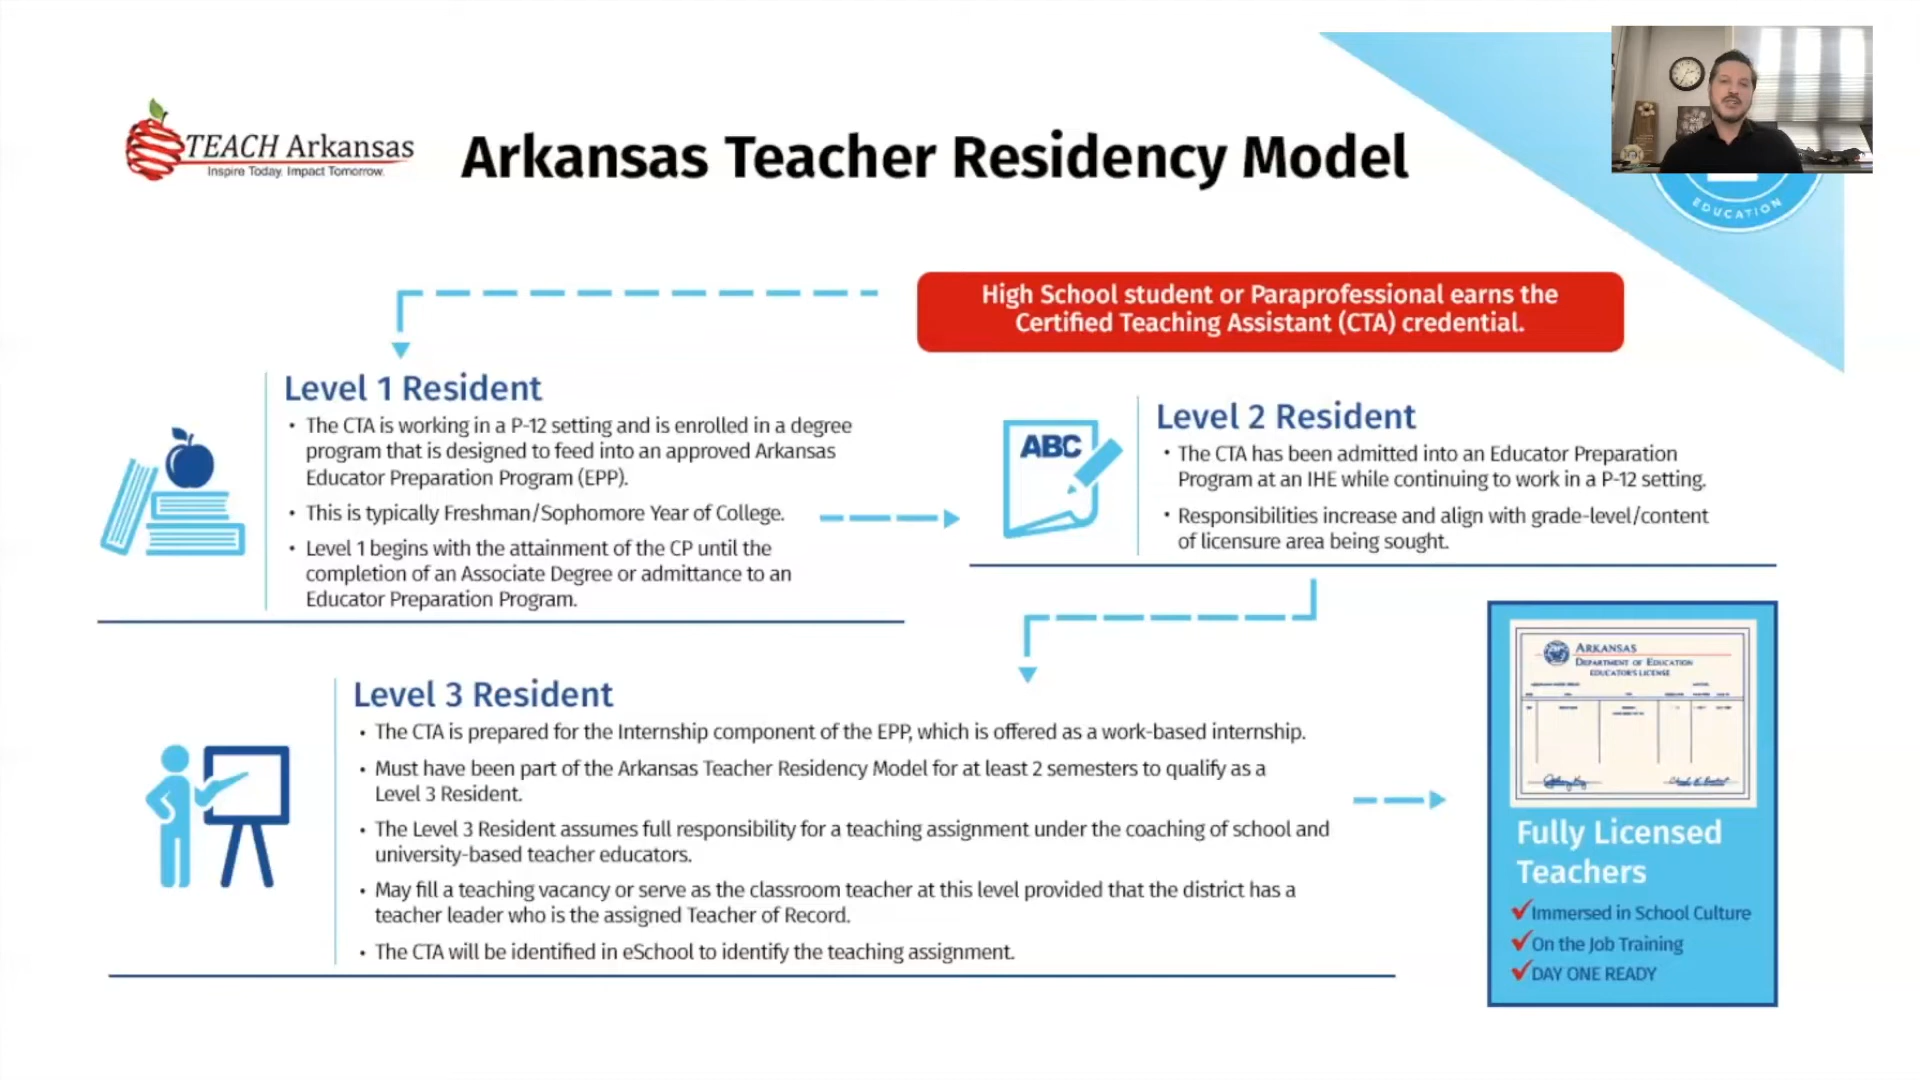 TEACH Arkansas
Inspire Today. Impact Tomorrow.
Arkansas Teacher Residency Model
EDUCATION
High School student or Paraprofessional earns the
Certified Teaching Assistant (CTA) credential.
Level 1 Resident
• The CTA is working in a P-12 setting and is enrolled in a degree
program that is designed to feed into an approved Arkansas
Educator Preparation Program (EPP).
• This is typically Freshman/Sophomore Year of College.
• Level 1 begins with the attainment of the CP until the
completion of an Associate Degree or admittance to an
Educator Preparation Program.
ABC
Level 2 Resident
• The CTA has been admitted into an Educator Preparation
Program at an IHE while continuing to work in a P-12 setting.
• Responsibilities increase and align with grade-level/content
of licensure area being sought.
Level 3 Resident
• The CTA is prepared for the Internship component of the EPP, which is offered as a work-based internship.
• Must have been part of the Arkansas Teacher Residency Model for at least 2 semesters to qualify as a
Level 3 Resident.
• The Level 3 Resident assumes full responsibility for a teaching assignment under the coaching of school and
university-based teacher educators.
• May fill a teaching vacancy or serve as the classroom teacher at this level provided that the district has a
teacher leader who is the assigned Teacher of Record.
• The CTA will be identified in eSchool to identify the teaching assignment.
ARKANSAS
DEPARTMENT OF EDUCATION
EDUCATOR'S LICENSE
Fully Licensed
Teachers
✓Immersed in School Culture
✓On the Job Training
✓DAY ONE READY